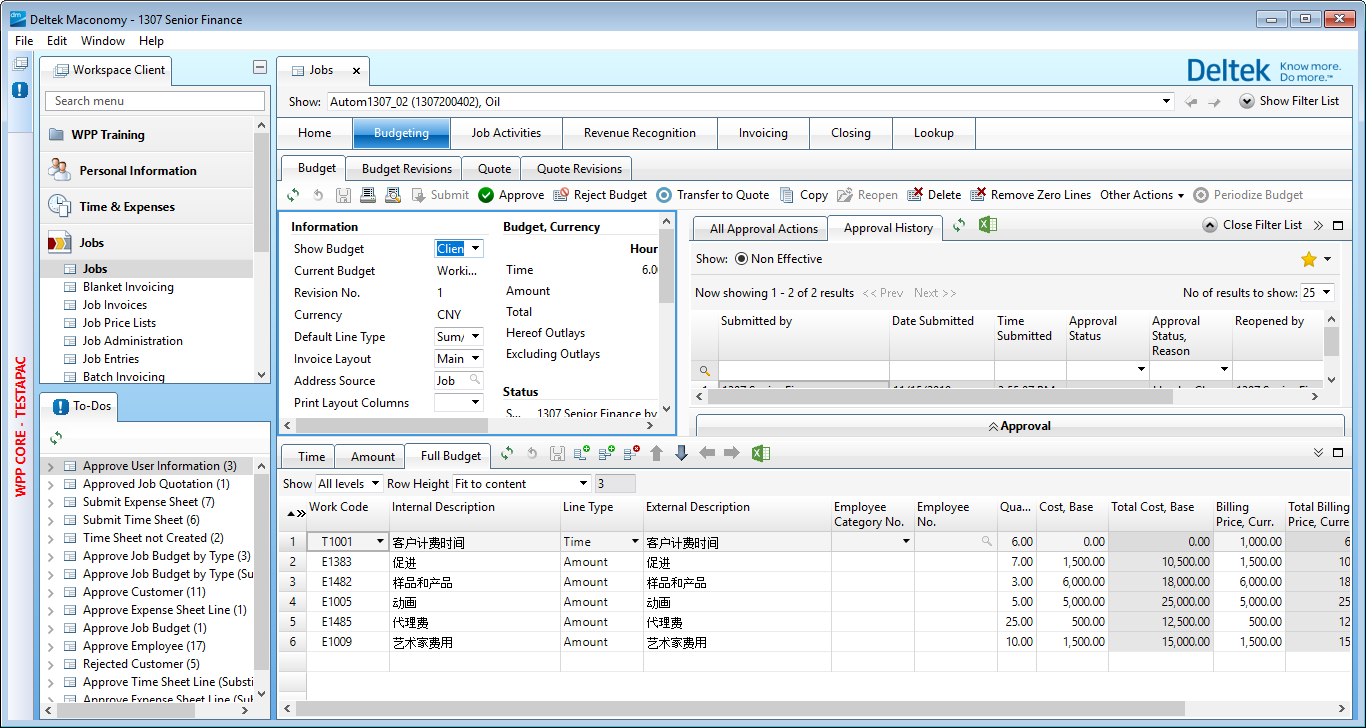 Deltek Maconomy - 1307 Senior Finance
File Edit Window Help
Workspace Client
Search menu
WPP Training
Personal Information
Time & Expenses
Jobs
Jobs
Blanket Invoicing
Job Invoices
Job Price Lists
Job Administration
Job Entries
Batch Invoicing
WPP CORE - TESTAPAC
To-Dos
Approve User Information (3)
Approved Job Quotation (1)
Submit Expense Sheet (7)
Submit Time Sheet (6)
Time Sheet not Created (2)
Approve Job Budget by Type (3)
Approve Job Budget by Type (Su
Approve Customer (11)
Approve Expense Sheet Line (1)
Approve Job Budget (1)
Approve Employee (17)
Rejected Customer (5)
Approve Time Sheet Line (Substi
Approve Expense Sheet Line (Sub
Jobs
Deltek Know more. Do more.™
Show: Autom1307_02 (1307200402), Oil
Show Filter List
Home Budgeting Job Activities Revenue Recognition Invoicing Closing Lookup
Budget Budget Revisions Quote Quote Revisions
Submit Approve Reject Budget Transfer to Quote Copy Reopen Delete Remove Zero Lines Other Actions Periodize Budget
Information
Show Budget Clien
Current Budget Worki...
Revision No. 1
Currency CNY
Default Line Type Sum/
Invoice Layout Main
Address Source Job
Print Layout Columns
Budget, Currency
Hour
Time 6.0
Amount
Total
Hereof Outlays
Excluding Outlays
Status
S... 1307 Senior Finance by
All Approval Actions Approval History
Close Filter List
Show: Non Effective
Now showing 1 - 2 of 2 results << Prev Next >> No of results to show: 25
Submitted by Date Submitted Time Submitted Approval Status Approval Status, Reason Reopened by
Approval
Time Amount Full Budget
Show All levels Row Height Fit to content 3
Work Code Internal Description Line Type External Description Employee Category No. Employee No. Qua... Cost, Base Total Cost, Base Billing Price, Curr. Total Billing Price, Curre
1 T1001 客户计费时间 Time 客户计费时间 6.00 0.00 0.00 1,000.00 6
2 E1383 促进 Amount 促进 7.00 1,500.00 10,500.00 1,500.00 10
3 E1482 样品和产品 Amount 样品和产品 3.00 6,000.00 18,000.00 6,000.00 18
4 E1005 动画 Amount 动画 5.00 5,000.00 25,000.00 5,000.00 25
5 E1485 代理费 Amount 代理费 25.00 500.00 12,500.00 500.00 12
6 E1009 艺术家费用 Amount 艺术家费用 10.00 1,500.00 15,000.00 1,500.00 15